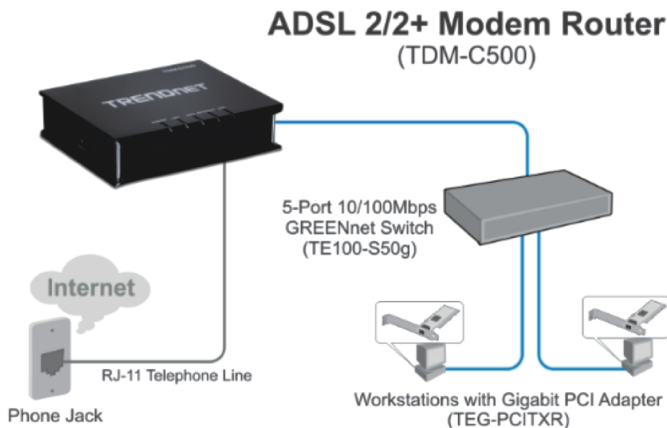 ADSL 2/2+ Modem Router
(TDM-C500)
TRENDNET
5-Port 10/100Mbps
GREENnet Switch
(TE100-S50g)
Internet
RJ-11 Telephone Line
Phone Jack
Workstations with Gigabit PCI Adapter
(TEG-PCITXR)